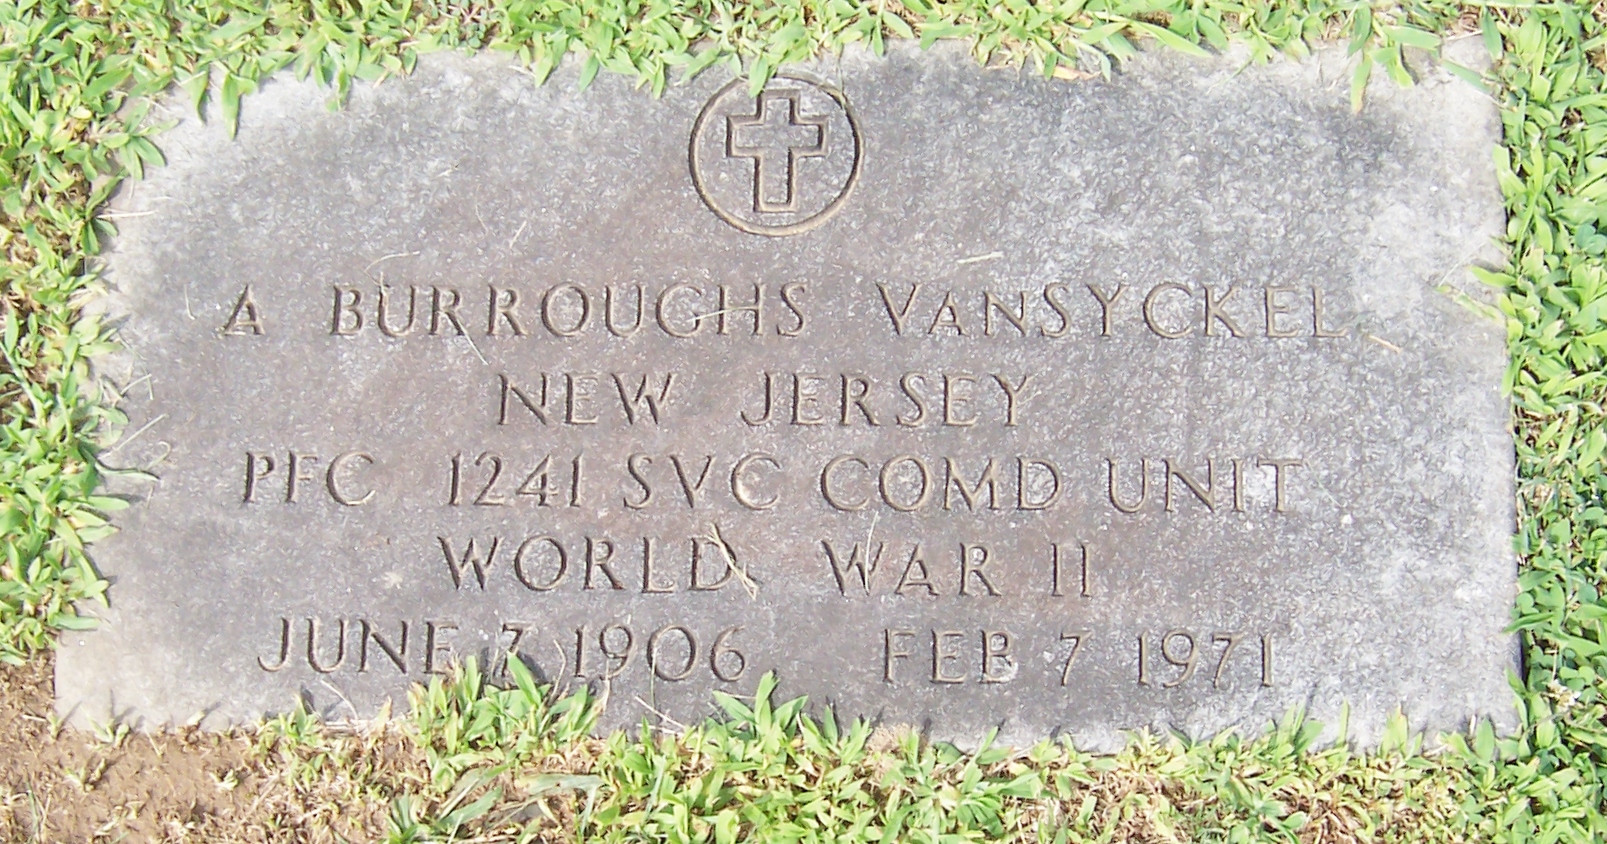 A BURROUGHS VANSYCKEL
NEW JERSEY
PFC 1241 SVC COMD UNIT
WORLD WAR II
JUNE 7 1906 FEB 7 1971